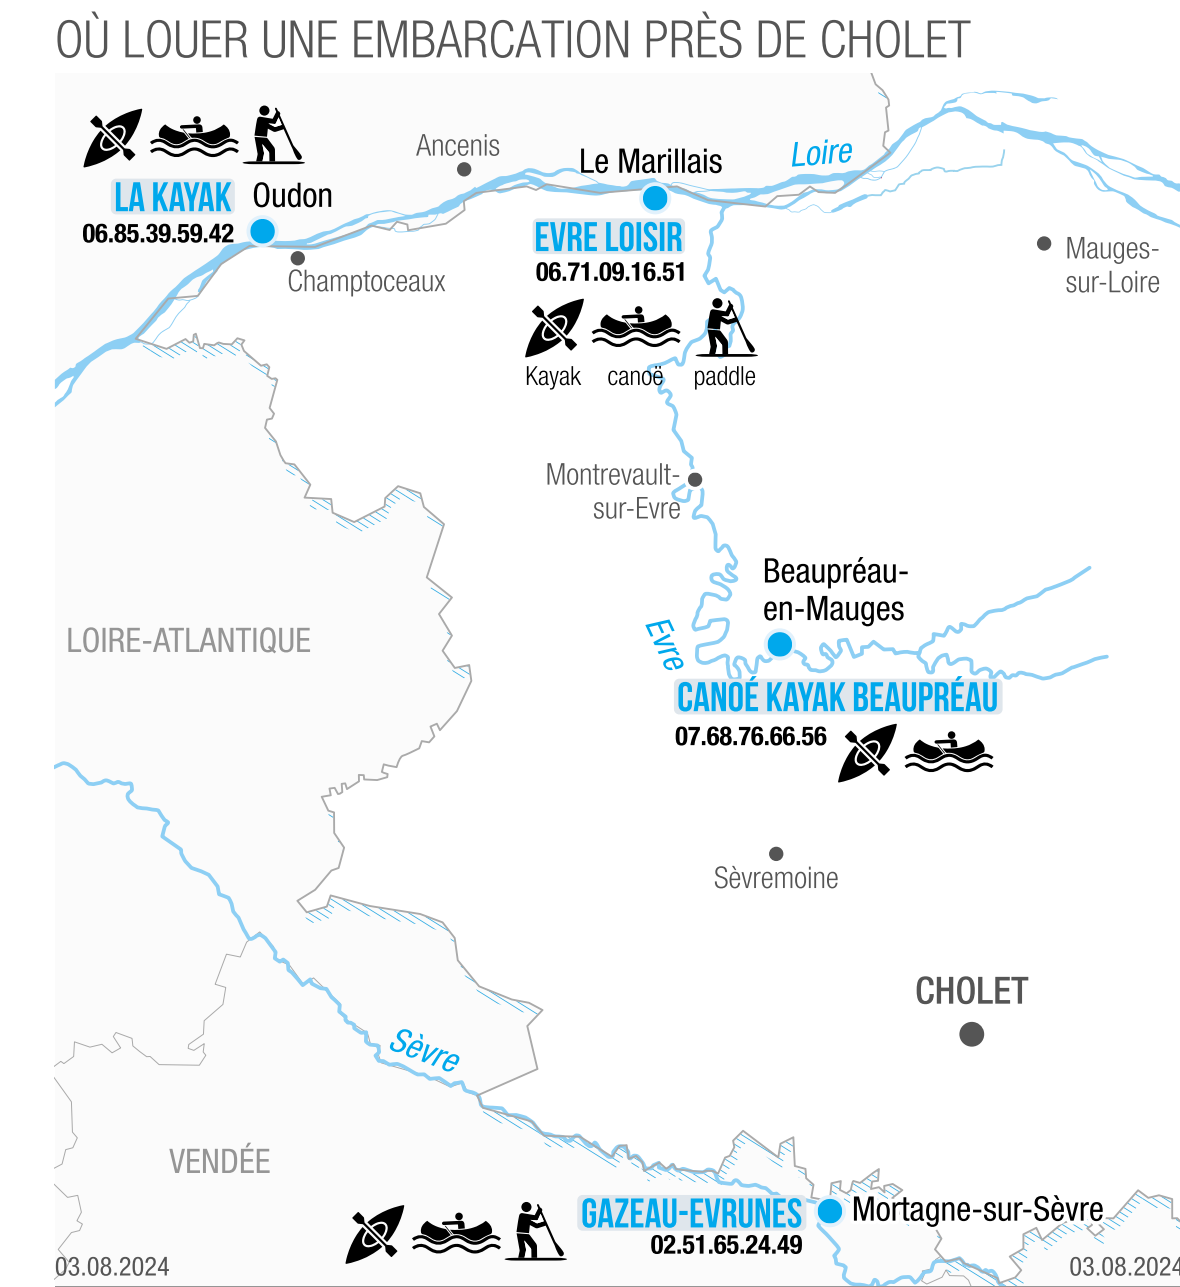 OÙ LOUER UNE EMBARCATION PRÈS DE CHOLET
Ancenis
Le Marillais
Loire
LA KAYAK
Oudon
06.85.39.59.42
EVRE LOISIR
06.71.09.16.51
Mauges-
sur-Loire
Champtoceaux
Kayak
canoë
paddle
Montrevault-
sur-Evre
Beaupréau-
en-Mauges
Evre
LOIRE-ATLANTIQUE
CANOÉ KAYAK BEAUPRÉAU
07.68.76.66.56
Sèvremoine
CHOLET
Sèvre
VENDÉE
GAZEAU-EVRUNES
Mortagne-sur-Sèvre
02.51.65.24.49
03.08.2024
03.08.2024